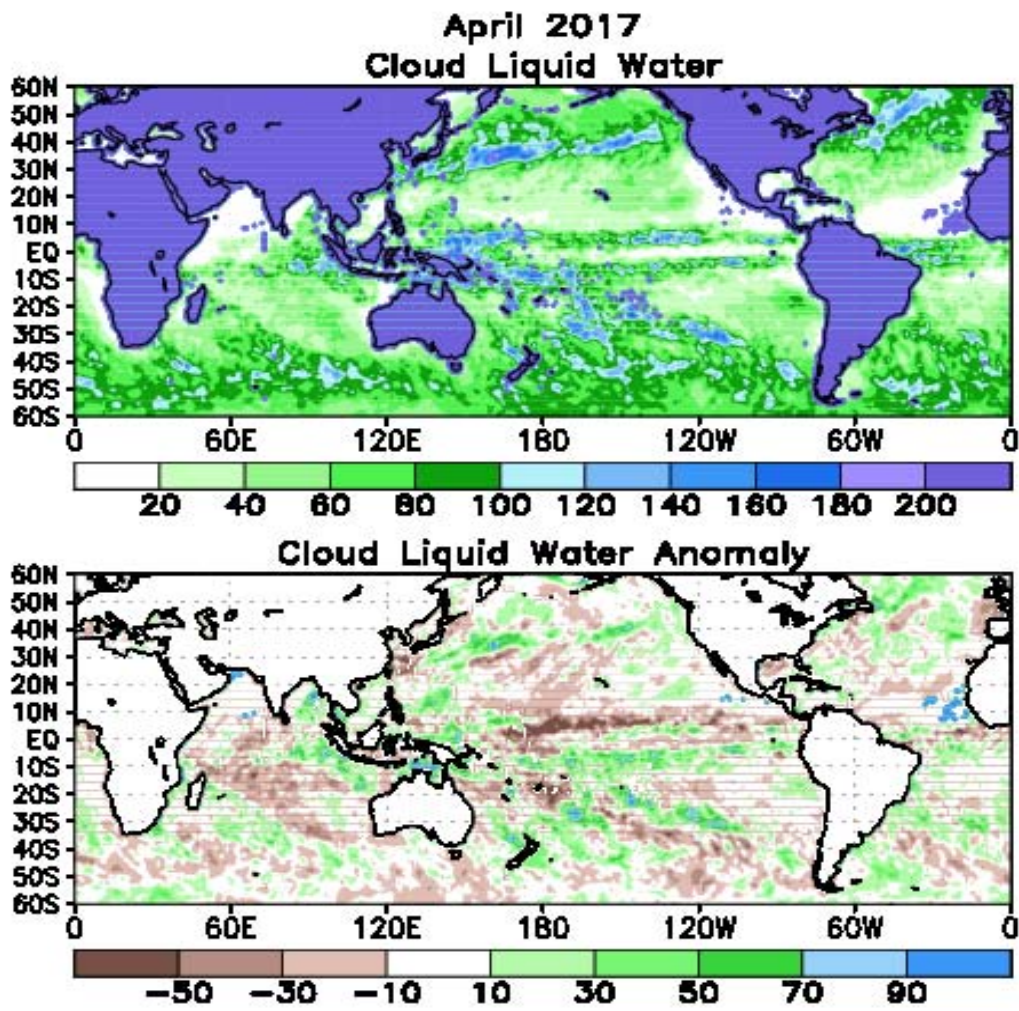 April 2017
Cloud Liquid Water
60N
50N
40N
30N
20N
10N
EQ
10S
20S
30S
40S
50S
60S
0 60E 120E 180 120W 60W 0
20 40 60 80 100 120 140 160 180 200
Cloud Liquid Water Anomaly
60N
50N
40N
30N
20N
10N
EQ
10S
20S
30S
40S
50S
60S
0 60E 120E 180 120W 60W 0
-50 -30 -10 10 30 50 70 90